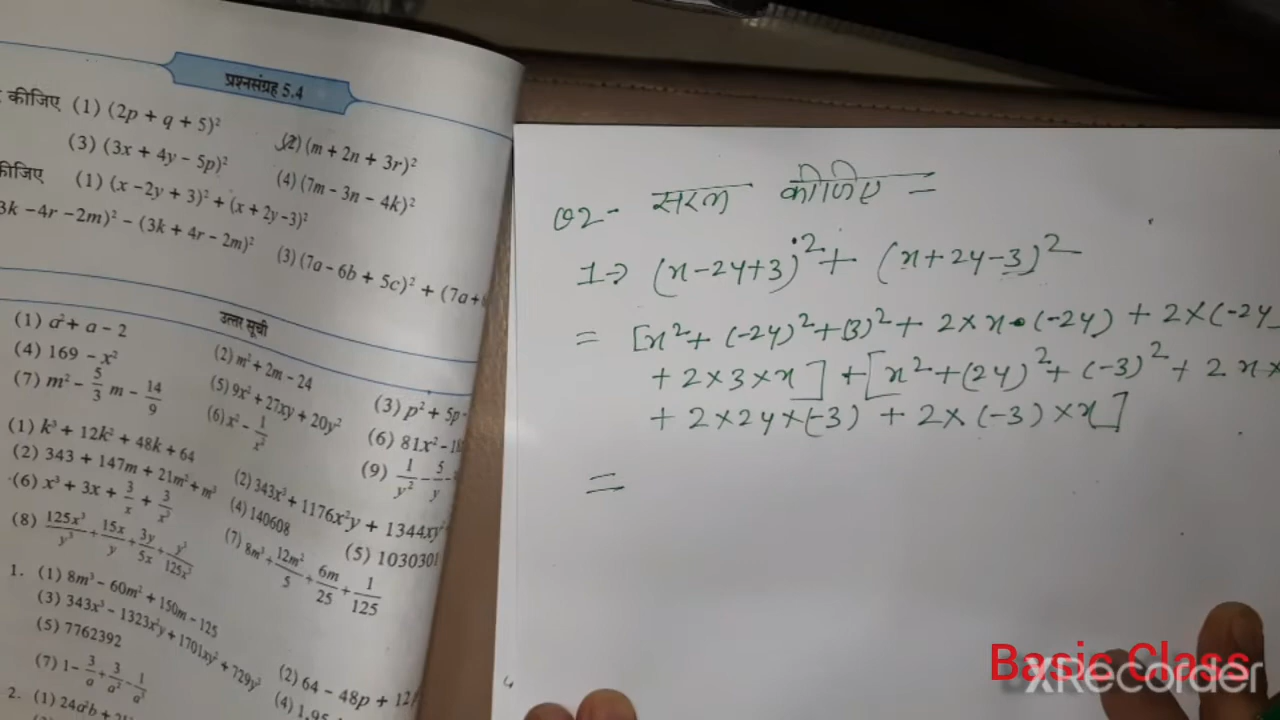 प्रश्नसंग्रह 5.4
कीजिए (1) (2p + q + 5)² (2) (m + 2n + 3r)²
(3) (3x + 4y - 5p)² (4) (7m - 3n - 4k)²
कीजिए (1) (x -2y + 3)² + (x + 2y -3)²
3k -4r -2m)² - (3k + 4r - 2m)² (3) (7a - 6b + 5c)² + (7a +
उत्तर सूची
(1) a² + a - 2 (2) m² + 2m - 24 (3) p² + 5p
(4) 169 - x² (5) 9x² + 27xy + 20y² (6) 81x² -
(7) m² - 5/3 m - 14/9 (6) x² - 1/x² (9) 1/y² - 5/y
(1) k³ + 12k² + 48k + 64 (2) 343x³ + 1176x²y + 1344xy²
(2) 343 + 147m + 21m² + m³ (4) 140608 (5) 1030301
(6) x³ + 3x + 3/x + 1/x³ (7) 8m³ + 12m²/5 + 6m/25 + 1/125
(8) 125x³/y³ + 15x/y + 3y/5x + y³/125x³
1. (1) 8m³ - 60m² + 150m - 125 (2) 64 - 48p + 12
(3) 343x³ - 1323x²y + 1701xy² + 729y³
(5) 7762392
(7) 1- 3/a + 3/a² - 1/a³
2. (1) 24a²b +
Q2- सरल कीजिए =
1→ (x-2y+3)² + (x+2y-3)²
= [x² + (-2y)² + (3)² + 2×x•(-2y) + 2×(-2y
+ 2×3×x] + [x² + (2y)² + (-3)² + 2x×
+ 2×2y×(-3) + 2×(-3)×x]
=
Basic Class
XRecorder